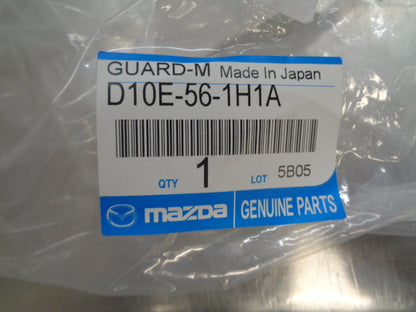 GUARD-M Made In Japan
D10E-56-1H1A
QTY 1 LOT 5B05
mazda GENUINE PARTS